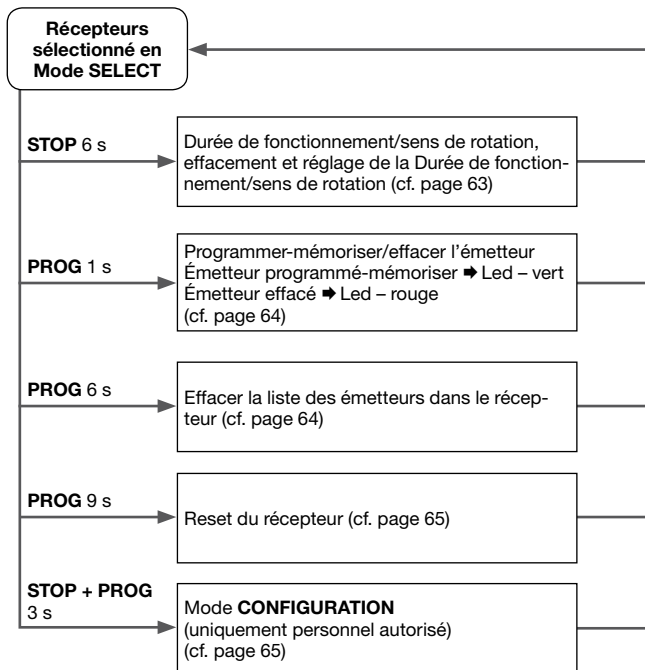 Récepteurs
sélectionné en
Mode SELECT
STOP 6 s
Durée de fonctionnement/sens de rotation,
effacement et réglage de la Durée de fonction-
nement/sens de rotation (cf. page 63)
PROG 1 s
Programmer-mémoriser/effacer l’émetteur
Émetteur programmé-mémoriser ➡ Led – vert
Émetteur effacé ➡ Led – rouge
(cf. page 64)
PROG 6 s
Effacer la liste des émetteurs dans le récep-
teur (cf. page 64)
PROG 9 s
Reset du récepteur (cf. page 65)
STOP + PROG
3 s
Mode CONFIGURATION
(uniquement personnel autorisé)
(cf. page 65)